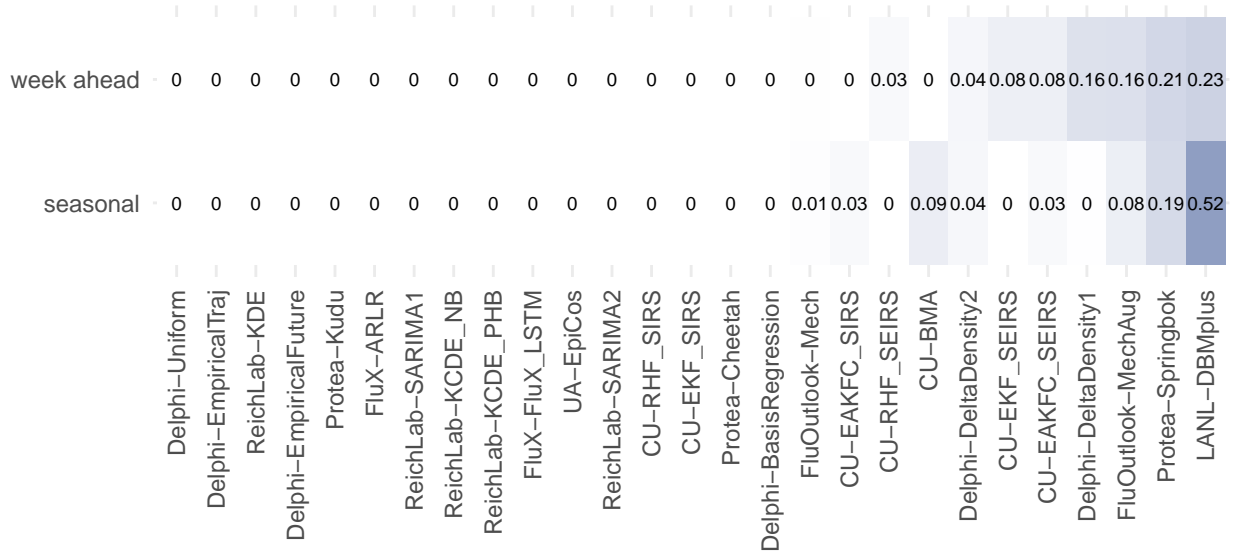 week ahead 0 0 0 0 0 0 0 0 0 0 0 0 0 0 0 0 0 0 0.03 0 0.04 0.08 0.08 0.16 0.16 0.21 0.23
seasonal 0 0 0 0 0 0 0 0 0 0 0 0 0 0 0 0 0.01 0.03 0 0.09 0.04 0 0.03 0 0.08 0.19 0.52
Delphi−Uniform
Delphi−EmpiricalTraj
ReichLab−KDE
Delphi−EmpiricalFuture
Protea−Kudu
FluX−ARLR
ReichLab−SARIMA1
ReichLab−KCDE_NB
ReichLab−KCDE_PHB
FluX−FluX_LSTM
UA−EpiCos
ReichLab−SARIMA2
CU−RHF_SIRS
CU−EKF_SIRS
Protea−Cheetah
Delphi−BasisRegression
FluOutlook−Mech
CU−EAKFC_SIRS
CU−RHF_SEIRS
CU−BMA
Delphi−DeltaDensity2
CU−EKF_SEIRS
CU−EAKFC_SEIRS
Delphi−DeltaDensity1
FluOutlook−MechAug
Protea−Springbok
LANL−DBMplus